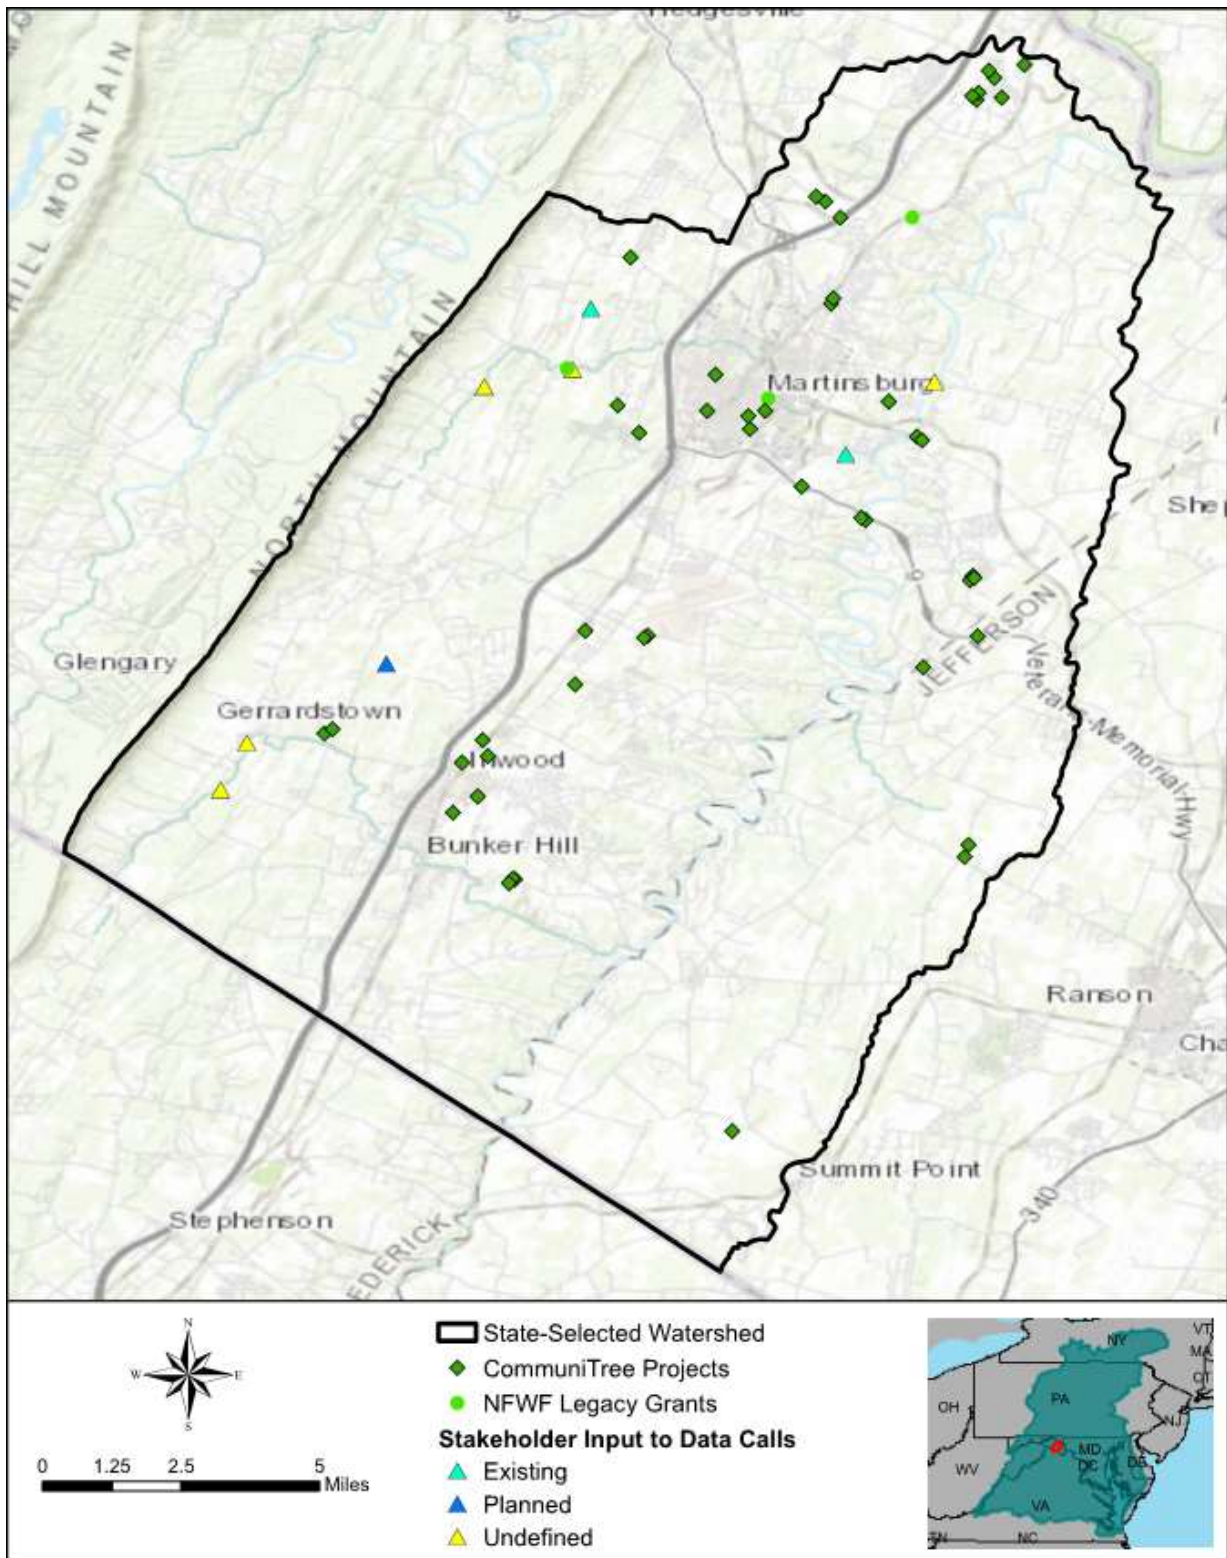 Hedgesville
HILL MOUNTAIN
NORTH MOUNTAIN
Martinsburg
Shep
9
JEFFERSON
Glengary
Gerrardstown
Veterans Memorial Hwy
Inwood
Bunker Hill
Ranson
Cha
Summit Point
340
Stephenson
EDERICK
N
W
E
S
0 1.25 2.5 5
Miles
State-Selected Watershed
CommuniTree Projects
NFWF Legacy Grants
Stakeholder Input to Data Calls
Existing
Planned
Undefined
NY
VT
MA
CT
PA
OH
NJ
MD
DC
DE
WV
VA
TN
NC